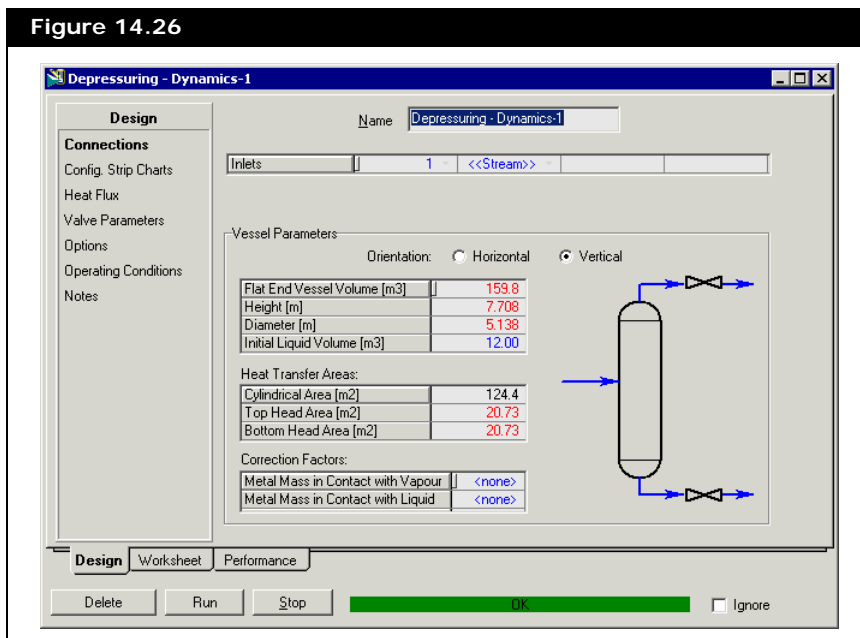 Figure 14.26
Depressuring - Dynamics-1
Design
Connections
Config. Strip Charts
Heat Flux
Valve Parameters
Options
Operating Conditions
Notes
Name Depressuring - Dynamics-1
Inlets 1 <<Stream>>
Vessel Parameters
Orientation: Horizontal Vertical
Flat End Vessel Volume [m3] 159.8
Height [m] 7.708
Diameter [m] 5.138
Initial Liquid Volume [m3] 12.00
Heat Transfer Areas:
Cylindrical Area [m2] 124.4
Top Head Area [m2] 20.73
Bottom Head Area [m2] 20.73
Correction Factors:
Metal Mass in Contact with Vapour <none>
Metal Mass in Contact with Liquid <none>
Design Worksheet Performance
Delete Run Stop OK Ignore